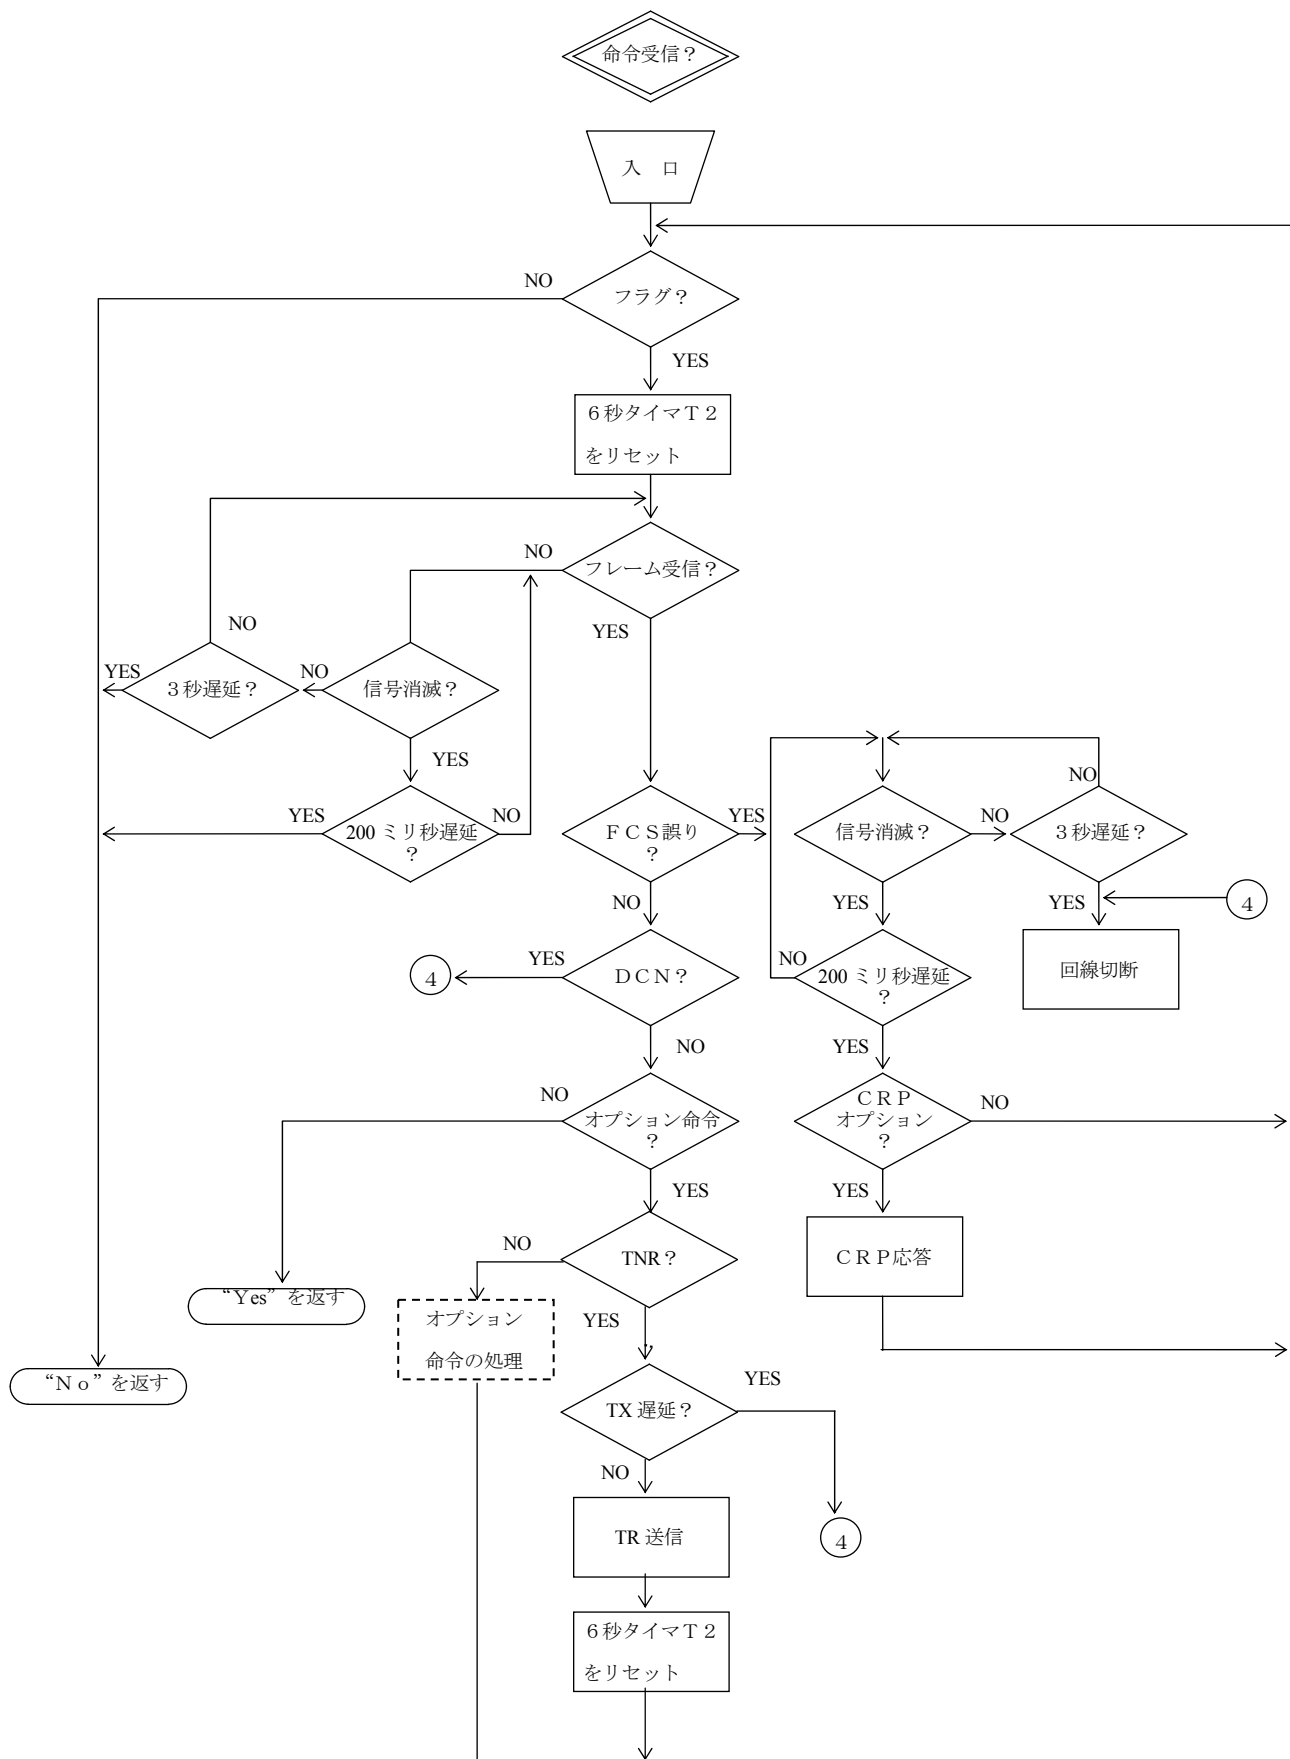 命令受信？
入　口
NO
フラグ？
YES
６秒タイマＴ２
をリセット
NO
フレーム受信？
NO
YES
YES
３秒遅延？
NO
信号消滅？
YES
NO
YES
200 ミリ秒遅延
？
NO
ＦＣＳ誤り
？
YES
信号消滅？
NO
３秒遅延？
NO
YES
YES
4
YES
4
ＤＣＮ？
NO
200 ミリ秒遅延
？
回線切断
NO
YES
NO
オプション命令
？
ＣＲＰ
オプション
？
NO
YES
YES
NO
TNR？
ＣＲＰ応答
“Yes”を返す
オプション
命令の処理
YES
“Ｎｏ”を返す
TX 遅延？
YES
NO
TR 送信
4
６秒タイマＴ２
をリセット